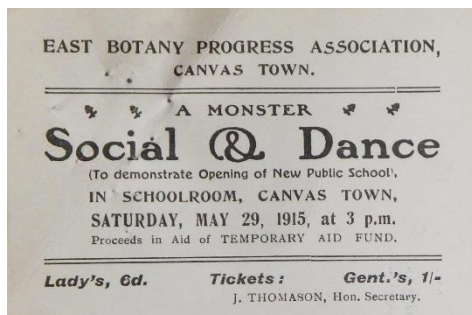 EAST BOTANY PROGRESS ASSOCIATION,
CANVAS TOWN.
A MONSTER
Social & Dance
(To demonstrate Opening of New Public School),
IN SCHOOLROOM, CANVAS TOWN,
SATURDAY, MAY 29, 1915, at 3 p.m.
Proceeds in Aid of TEMPORARY AID FUND.
Lady's, 6d. Tickets: Gent.'s, 1/-
J. THOMASON, Hon. Secretary.